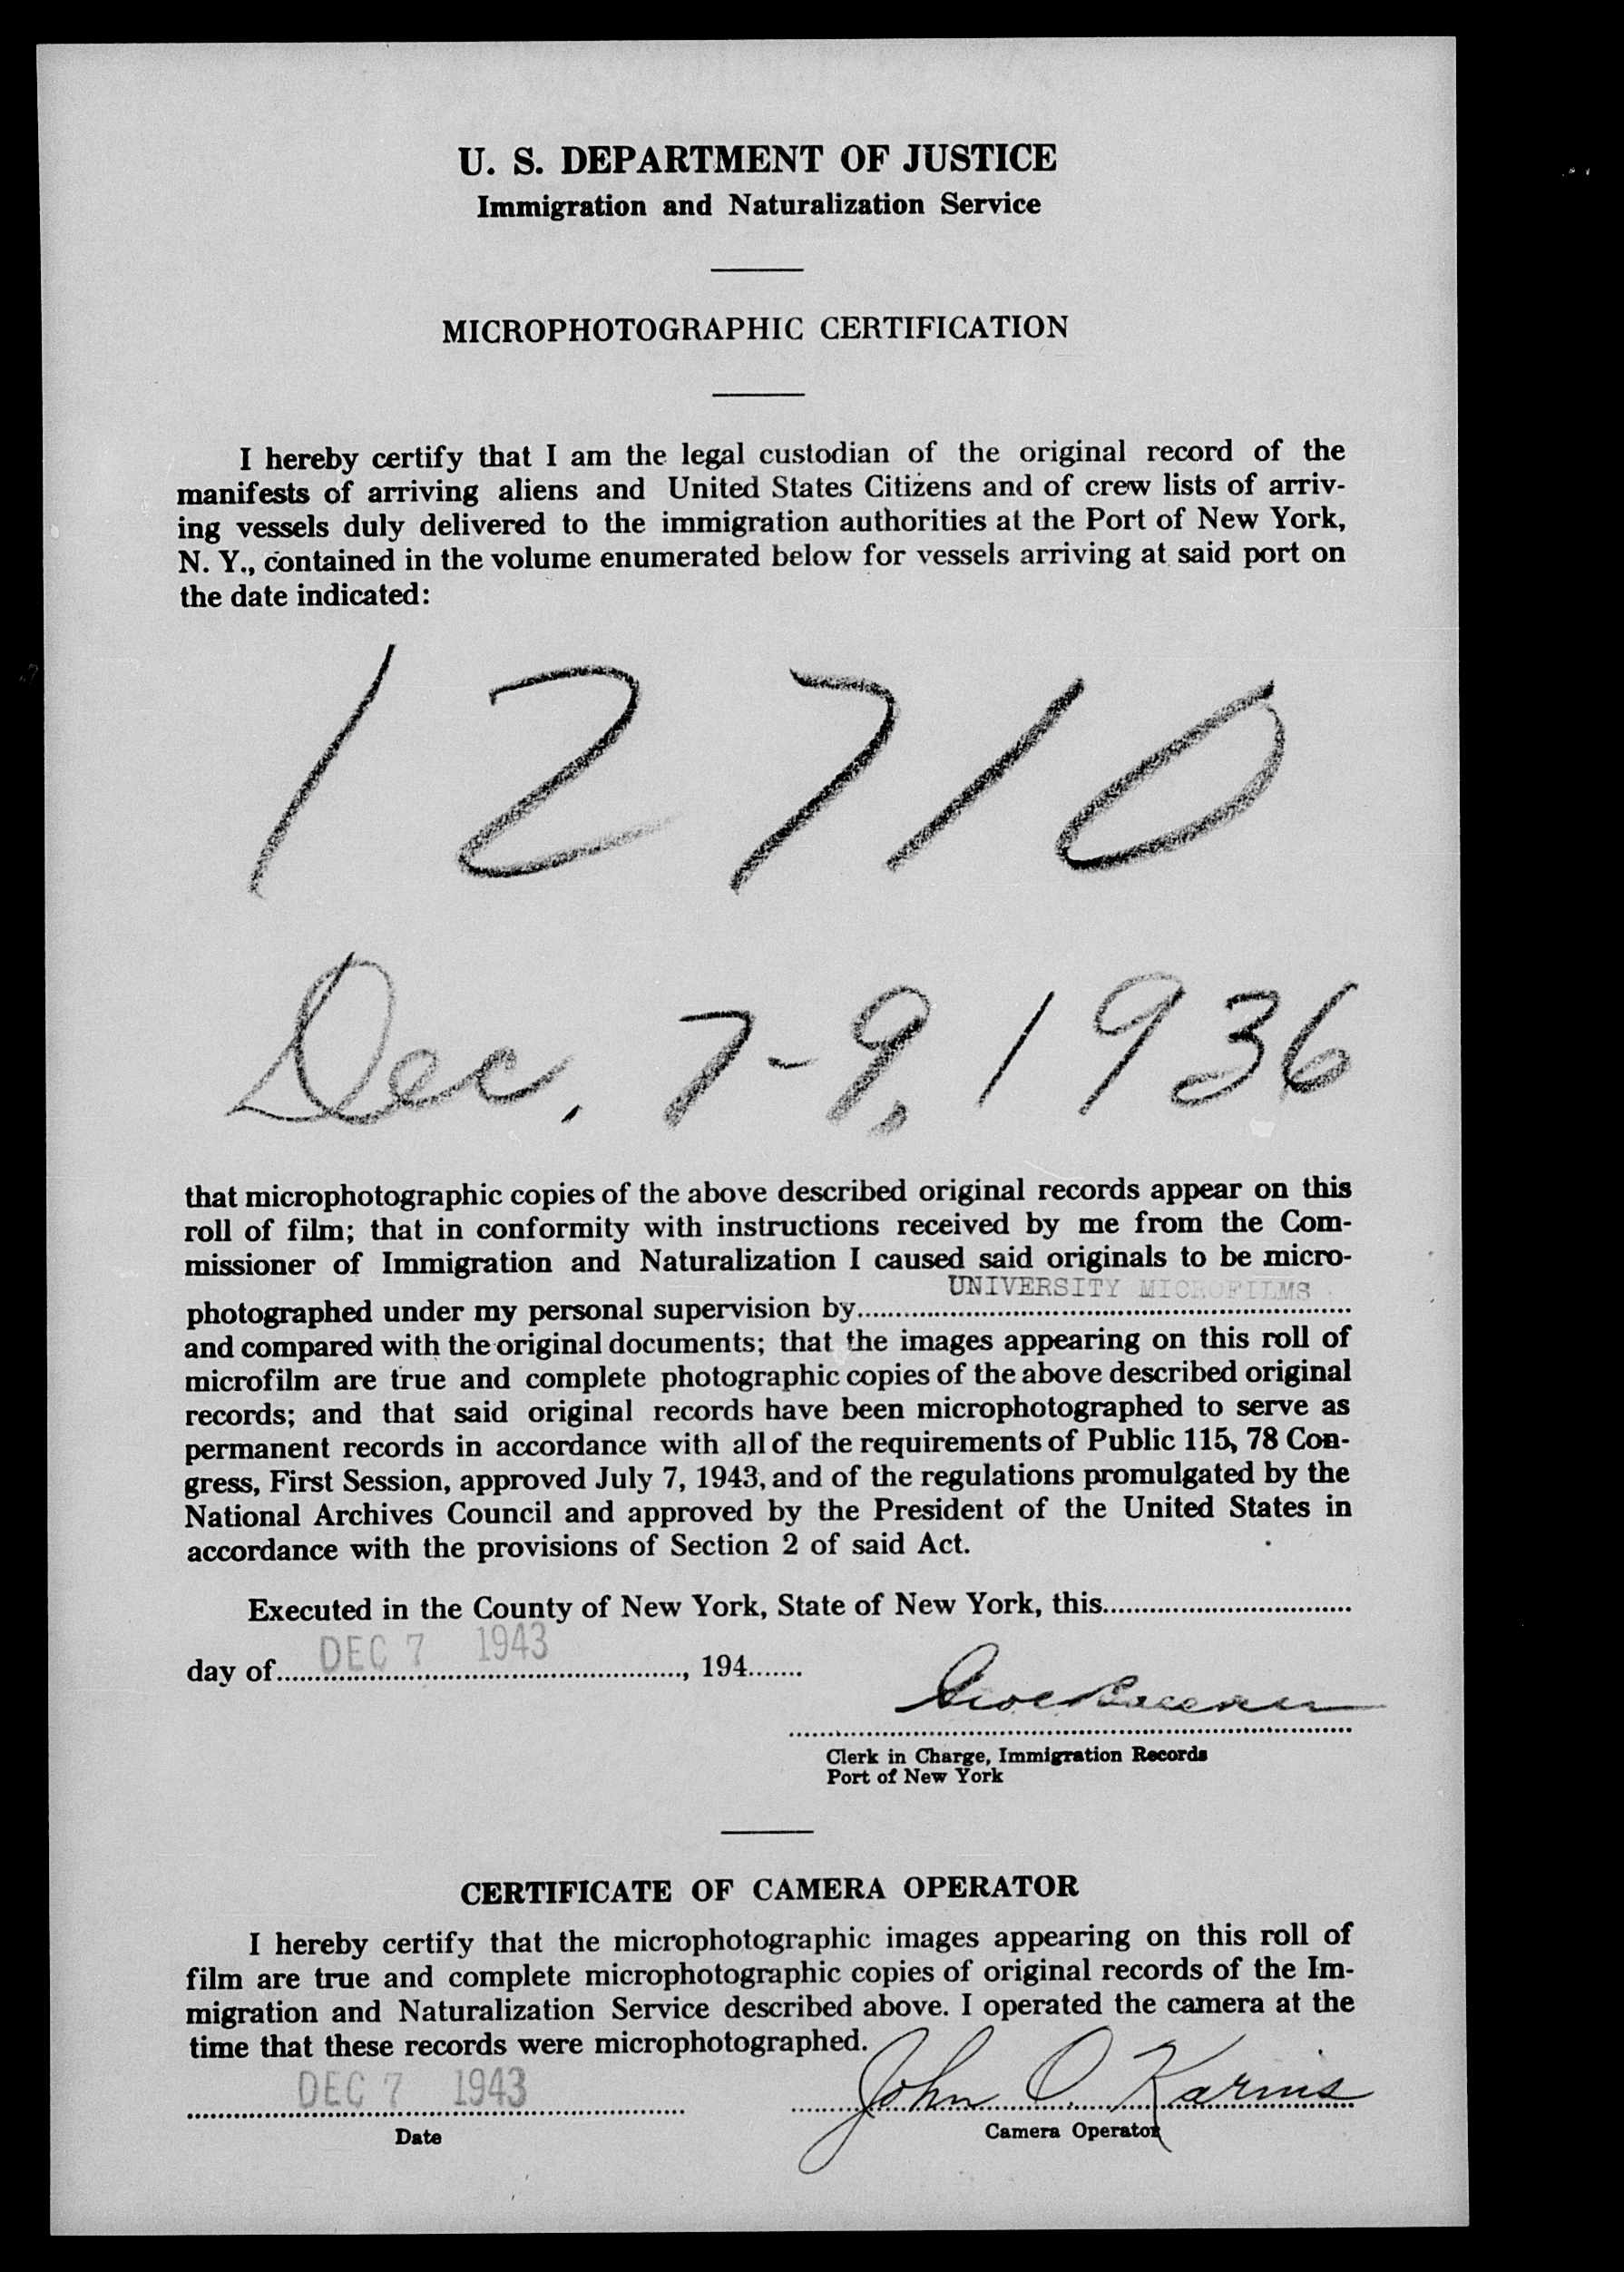 U. S. DEPARTMENT OF JUSTICE
Immigration and Naturalization Service
MICROPHOTOGRAPHIC CERTIFICATION
I hereby certify that I am the legal custodian of the original record of the
manifests of arriving aliens and United States Citizens and of crew lists of arriv-
ing vessels duly delivered to the immigration authorities at the Port of New York,
N. Y., contained in the volume enumerated below for vessels arriving at said port on
the date indicated:
12710
Dec. 7-9, 1936
that microphotographic copies of the above described original records appear on this
roll of film; that in conformity with instructions received by me from the Com-
missioner of Immigration and Naturalization I caused said originals to be micro-
UNIVERSITY MICROFILMS
photographed under my personal supervision by
and compared with the original documents; that the images appearing on this roll of
microfilm are true and complete photographic copies of the above described original
records; and that said original records have been microphotographed to serve as
permanent records in accordance with all of the requirements of Public 115, 78 Con-
gress, First Session, approved July 7, 1943, and of the regulations promulgated by the
National Archives Council and approved by the President of the United States in
accordance with the provisions of Section 2 of said Act.
Executed in the County of New York, State of New York, this
DEC 7 1943
day of, 194
Clerk in Charge, Immigration Records
Port of New York
CERTIFICATE OF CAMERA OPERATOR
I hereby certify that the microphotographic images appearing on this roll of
film are true and complete microphotographic copies of original records of the Im-
migration and Naturalization Service described above. I operated the camera at the
time that these records were microphotographed.
DEC 7 1943
John O. Karins
Date
Camera Operator